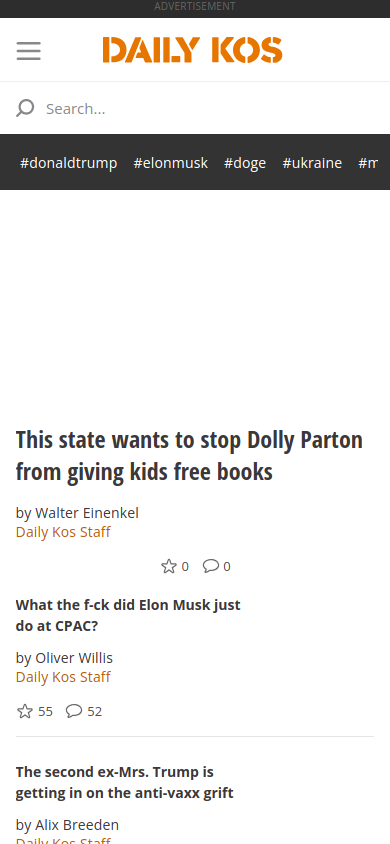 ADVERTISEMENT
DAILY KOS
Search...
#donaldtrump #elonmusk #doge #ukraine #m
This state wants to stop Dolly Parton
from giving kids free books
by Walter Einenkel
Daily Kos Staff
0 0
What the f-ck did Elon Musk just
do at CPAC?
by Oliver Willis
Daily Kos Staff
55 52
The second ex-Mrs. Trump is
getting in on the anti-vaxx grift
by Alix Breeden
Daily Kos Staff